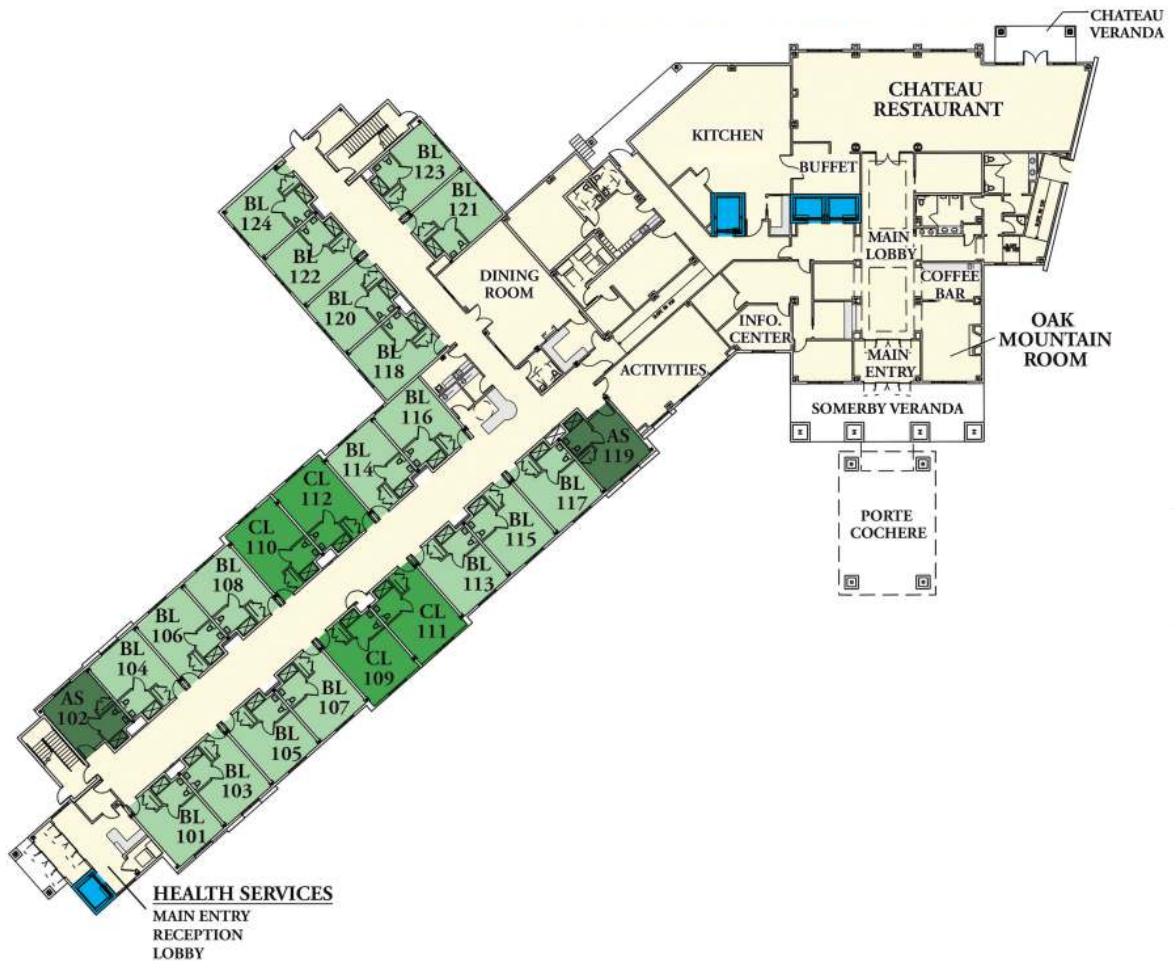 CHATEAU
VERANDA
CHATEAU
RESTAURANT
KITCHEN
BUFFET
BL
123
BL
121
BL
124
BL
122
BL
120
BL
118
DINING
ROOM
MAIN
LOBBY
COFFEE
BAR
INFO.
CENTER
OAK
MOUNTAIN
ROOM
MAIN
ENTRY
ACTIVITIES
SOMERBY VERANDA
PORTE
COCHERE
BL
116
BL
114
CL
112
CL
110
BL
108
BL
106
BL
104
AS
102
AS
119
BL
117
BL
115
BL
113
CL
111
CL
109
BL
107
BL
105
BL
103
BL
101
HEALTH SERVICES
MAIN ENTRY
RECEPTION
LOBBY